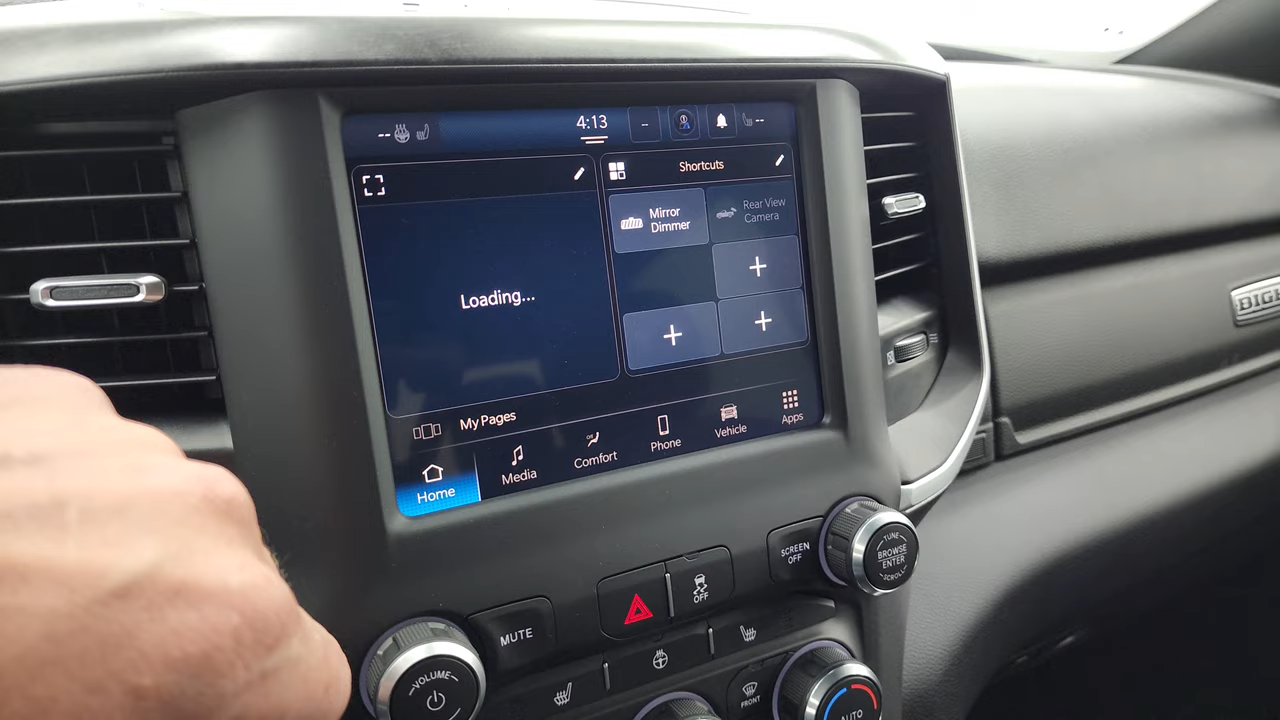 --
4:13
--
--
Shortcuts
Mirror
Dimmer
Rear View
Camera
Loading...
My Pages
Home
Media
Comfort
Phone
Vehicle
Apps
SCREEN
OFF
TUNE
BROWSE
ENTER
SCROLL
OFF
MUTE
VOLUME
FRONT
AUTO